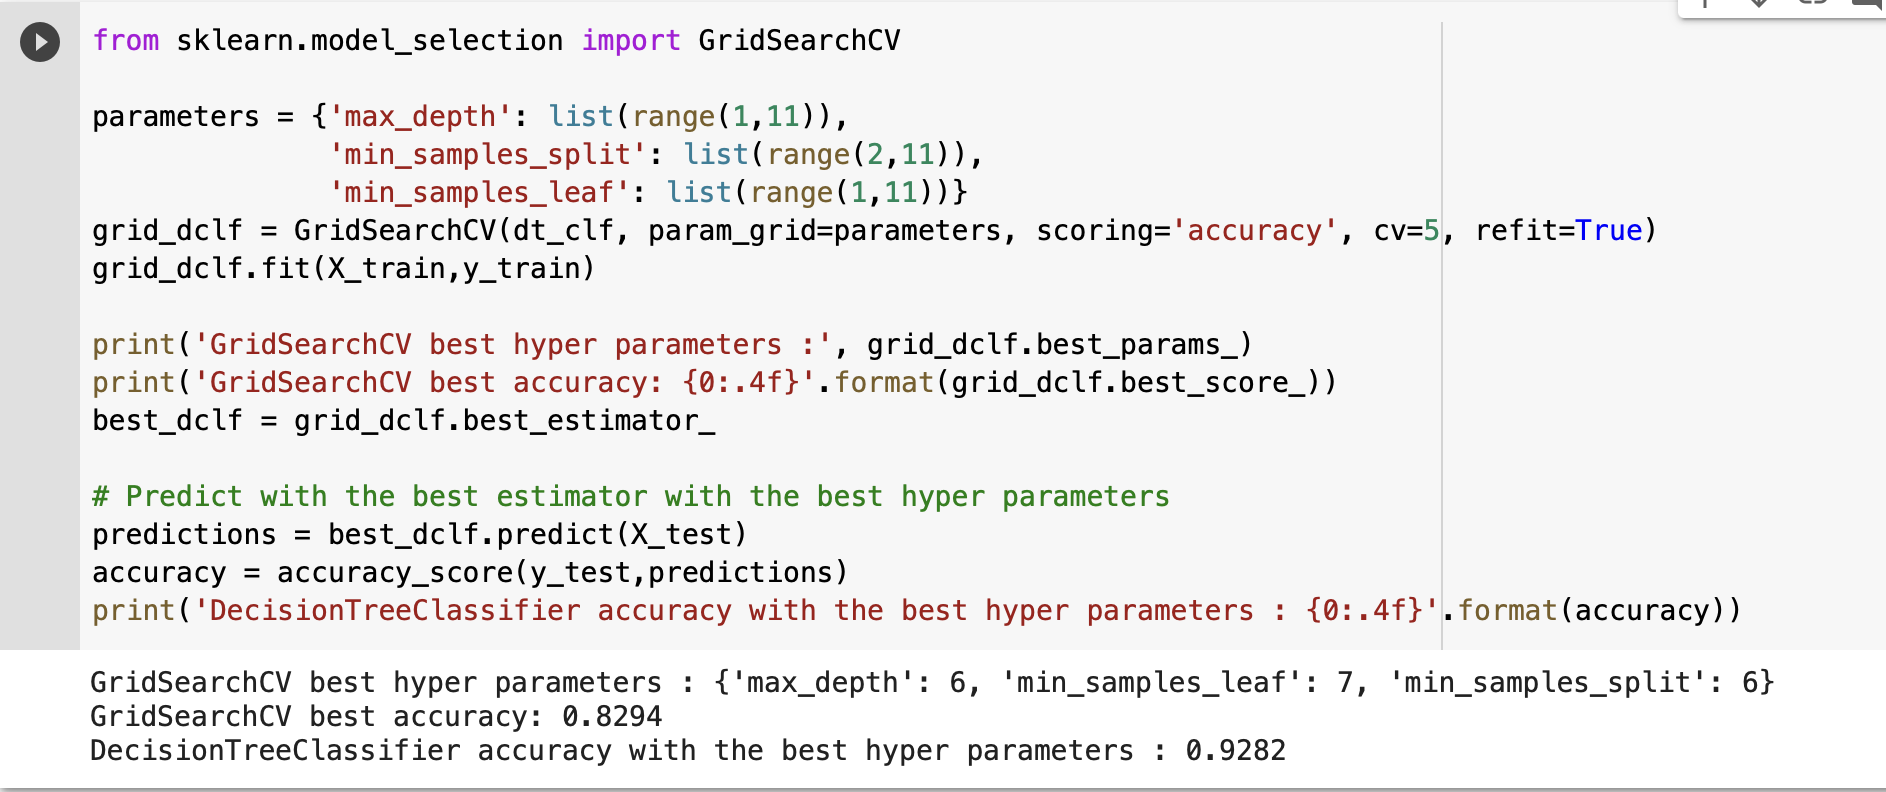 from sklearn.model_selection import GridSearchCV
parameters = {'max_depth': list(range(1,11)),
'min_samples_split': list(range(2,11)),
'min_samples_leaf': list(range(1,11))}
grid_dclf = GridSearchCV(dt_clf, param_grid=parameters, scoring='accuracy', cv=5, refit=True)
grid_dclf.fit(X_train,y_train)
print('GridSearchCV best hyper parameters :', grid_dclf.best_params_)
print('GridSearchCV best accuracy: {0:.4f}'.format(grid_dclf.best_score_))
best_dclf = grid_dclf.best_estimator_
# Predict with the best estimator with the best hyper parameters
predictions = best_dclf.predict(X_test)
accuracy = accuracy_score(y_test,predictions)
print('DecisionTreeClassifier accuracy with the best hyper parameters : {0:.4f}'.format(accuracy))
GridSearchCV best hyper parameters : {'max_depth': 6, 'min_samples_leaf': 7, 'min_samples_split': 6}
GridSearchCV best accuracy: 0.8294
DecisionTreeClassifier accuracy with the best hyper parameters : 0.9282